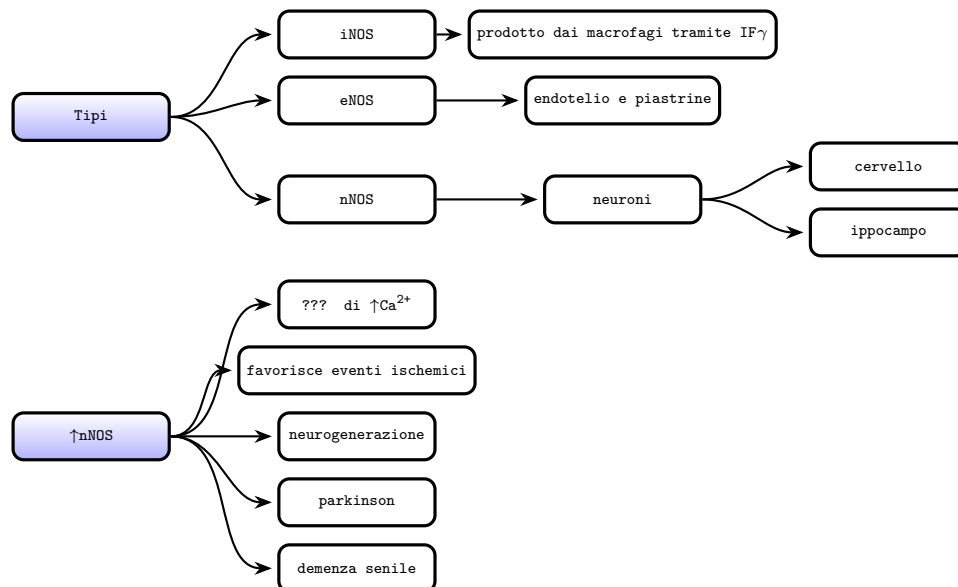 Tipi
iNOS
prodotto dai macrofagi tramite IFγ
eNOS
endotelio e piastrine
nNOS
neuroni
cervello
ippocampo
↑nNOS
??? di ↑Ca²⁺
favorisce eventi ischemici
neurogenerazione
parkinson
demenza senile